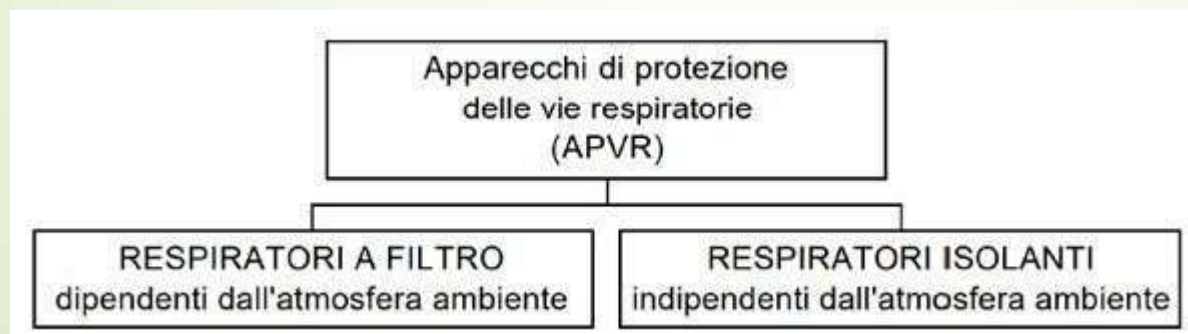 Apparecchi di protezione
delle vie respiratorie
(APVR)
RESPIRATORI A FILTRO
dipendenti dall'atmosfera ambiente
RESPIRATORI ISOLANTI
indipendenti dall'atmosfera ambiente